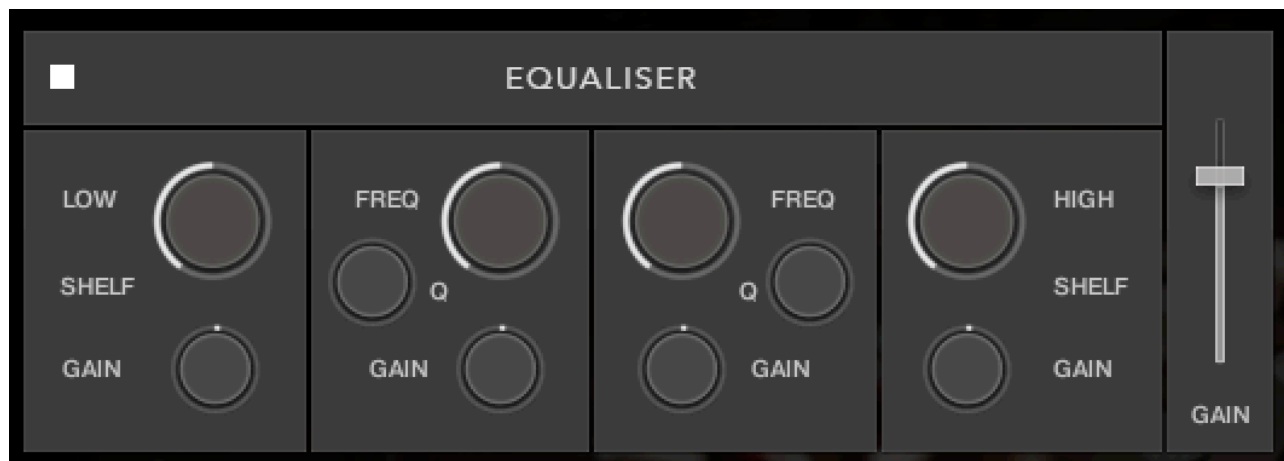 EQUALISER
LOW
SHELF
GAIN
FREQ
Q
GAIN
FREQ
Q
GAIN
HIGH
SHELF
GAIN
GAIN